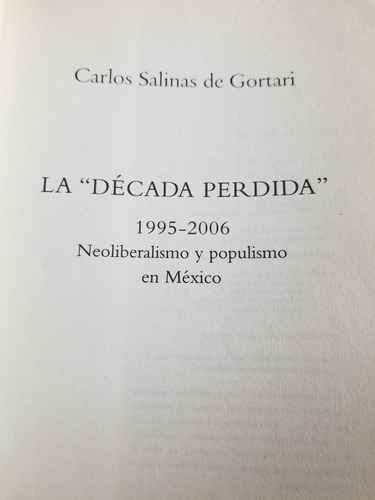 Carlos Salinas de Gortari
LA “DÉCADA PERDIDA”
1995-2006
Neoliberalismo y populismo
en México